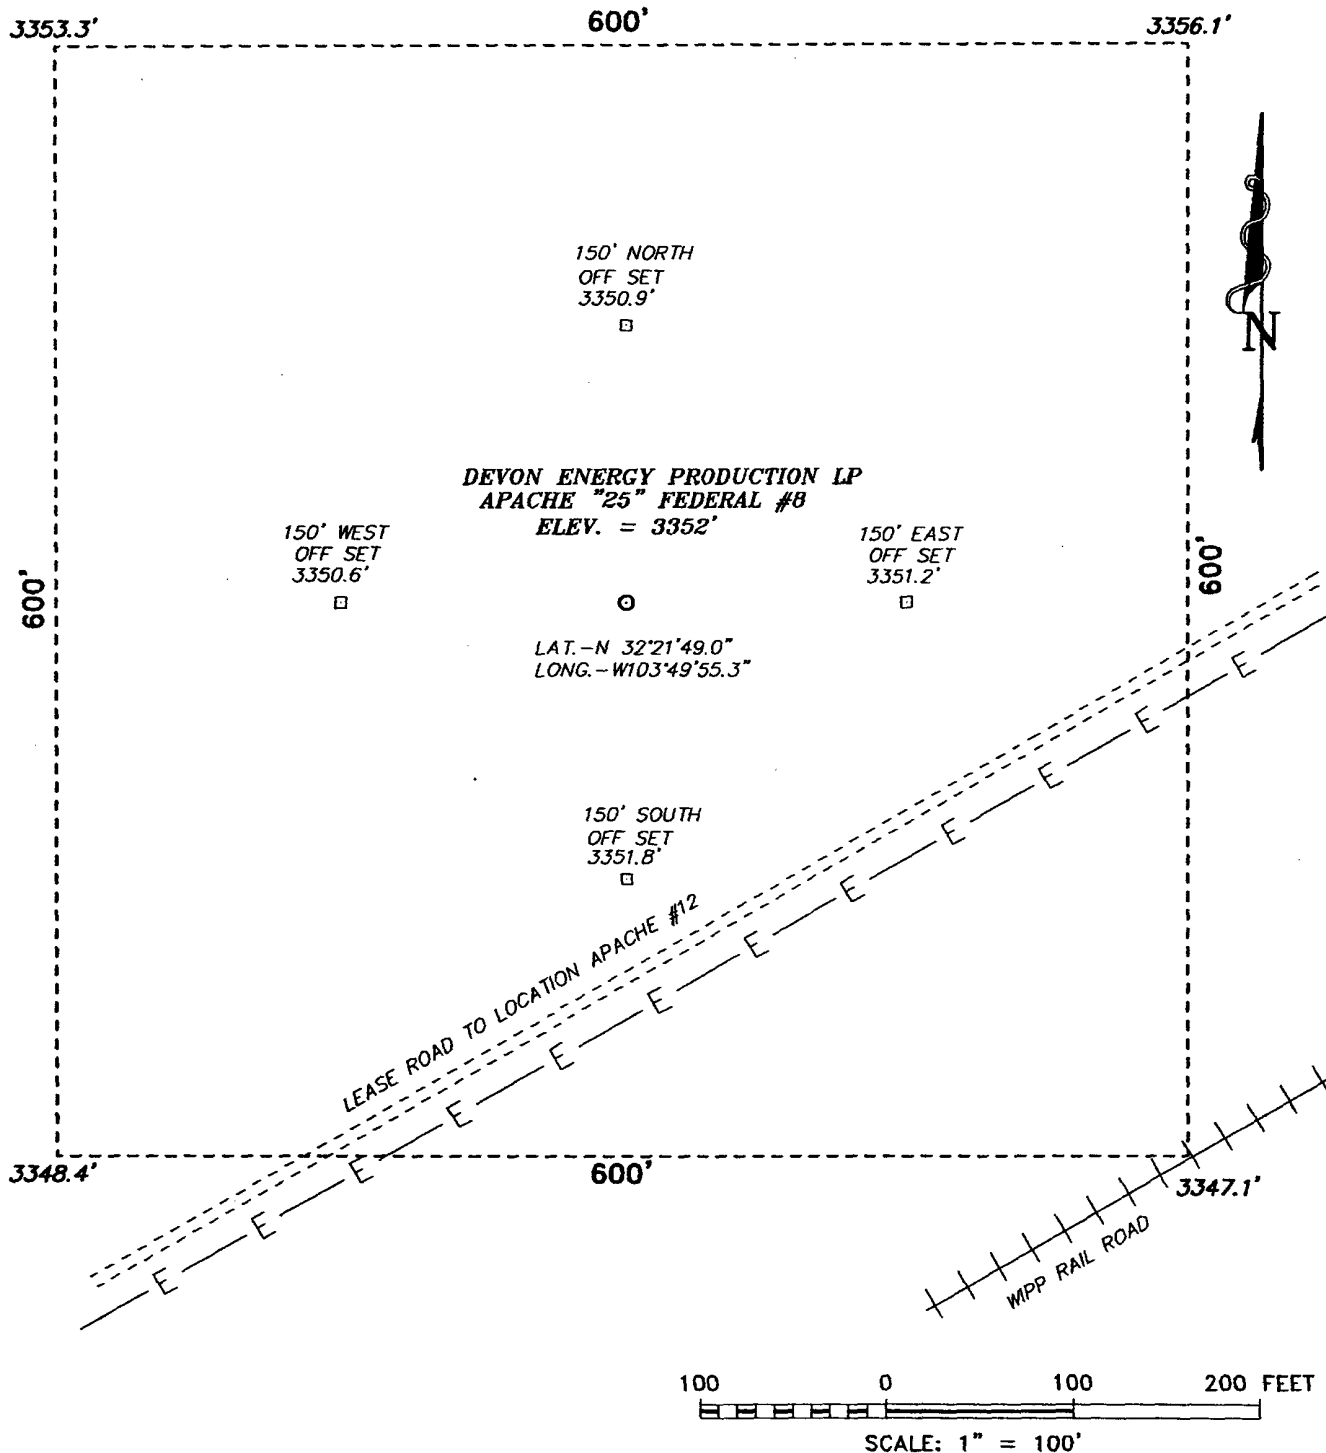 3353.3'
600'
3356.1'
150' NORTH
OFF SET
3350.9'
N
DEVON ENERGY PRODUCTION LP
APACHE "25" FEDERAL #8
ELEV. = 3352'
150' WEST
OFF SET
3350.6'
150' EAST
OFF SET
3351.2'
600'
600'
LAT.-N 32°21'49.0"
LONG.-W103°49'55.3"
150' SOUTH
OFF SET
3351.8'
LEASE ROAD TO LOCATION APACHE #12
E E E E E E E E E E E E
3348.4'
600'
3347.1'
WIPP RAIL ROAD
100 0 100 200 FEET
SCALE: 1" = 100'